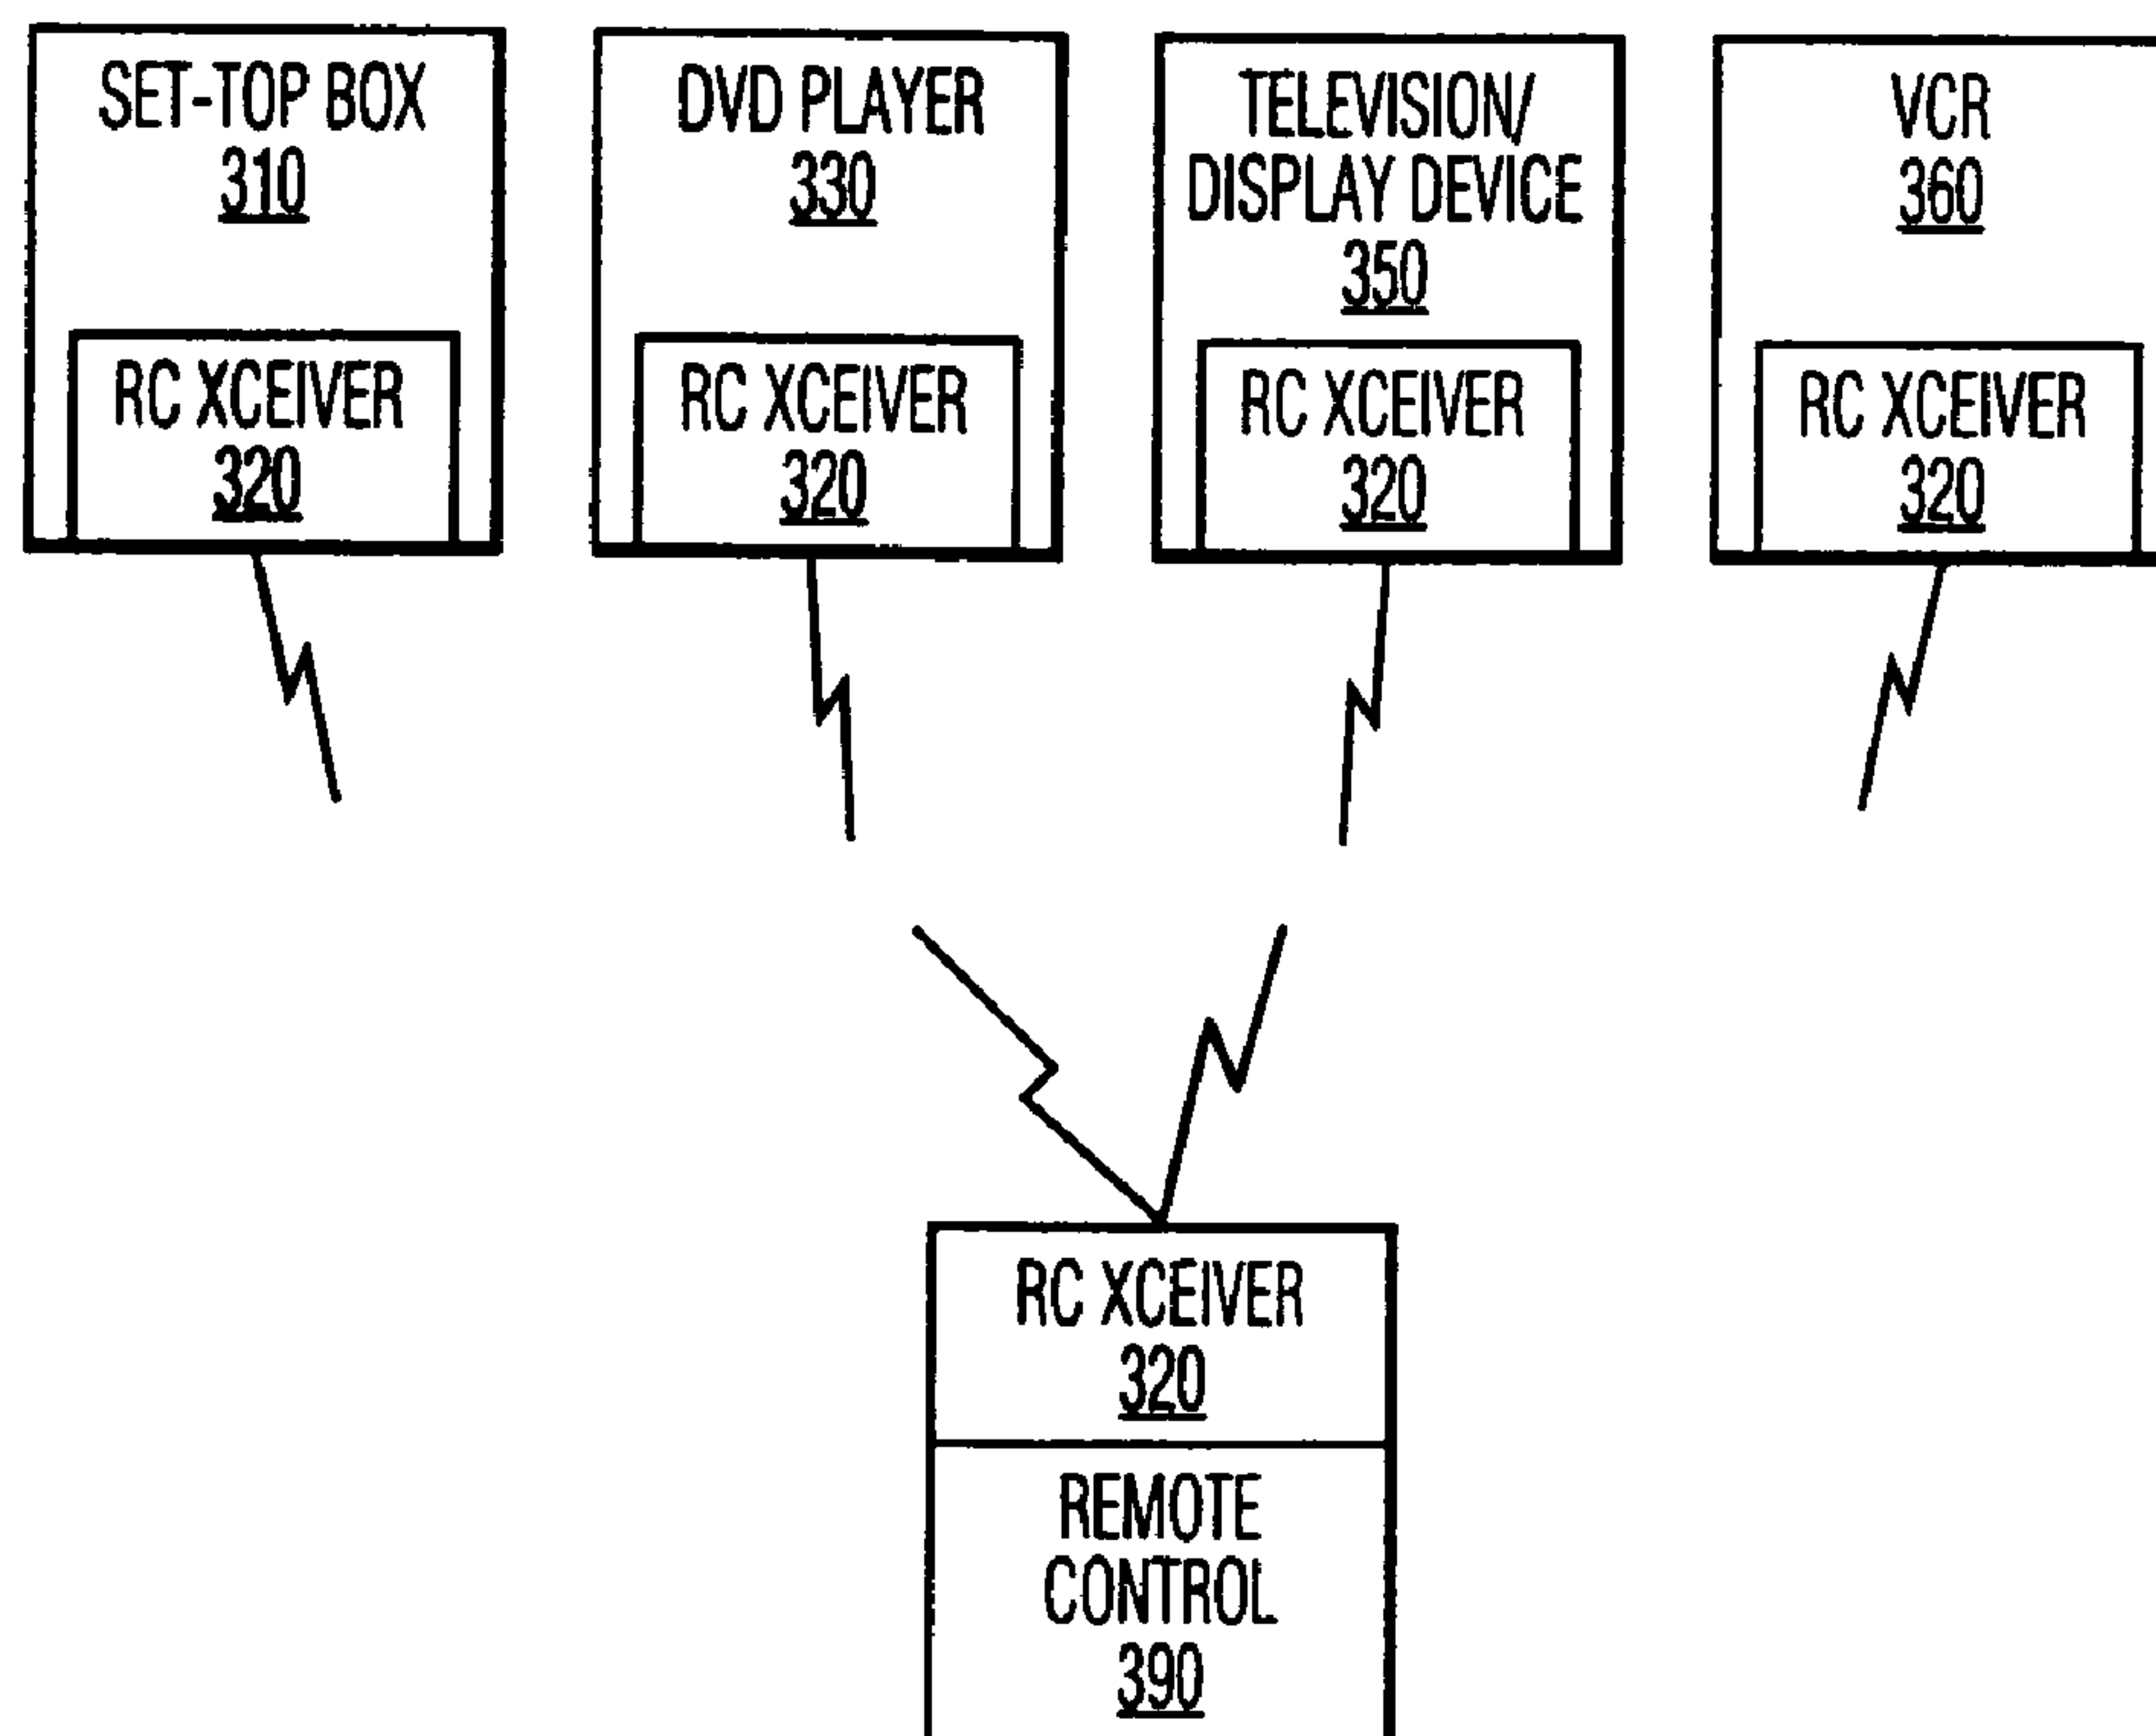 SET-TOP BOX
310
RC XCEIVER
320
DVD PLAYER
330
RC XCEIVER
320
TELEVISION/
DISPLAY DEVICE
350
RC XCEIVER
320
VCR
360
RC XCEIVER
320
RC XCEIVER
320
REMOTE
CONTROL
390